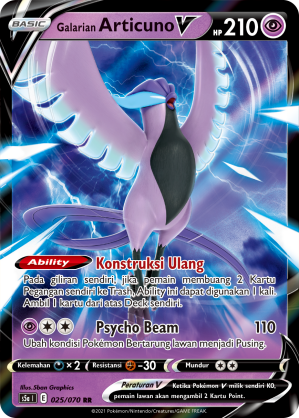 BASIC
Galarian Articuno V HP 210
Ability Konstruksi Ulang
Pada giliran sendiri, jika pemain membuang 2 Kartu
Pegangan sendiri ke Trash, Ability ini dapat digunakan 1 kali.
Ambil 1 kartu dari atas Deck sendiri.
Psycho Beam 110
Ubah kondisi Pokémon Bertarung lawan menjadi Pusing.
Kelemahan ×2 Resistansi -30 Mundur
Illus. 5ban Graphics
Peraturan V Ketika Pokémon V milik sendiri KO,
pemain lawan akan mengambil 2 Kartu Point.
s5a I E 025/070 RR
©2021 Pokémon/Nintendo/Creatures/GAME FREAK.